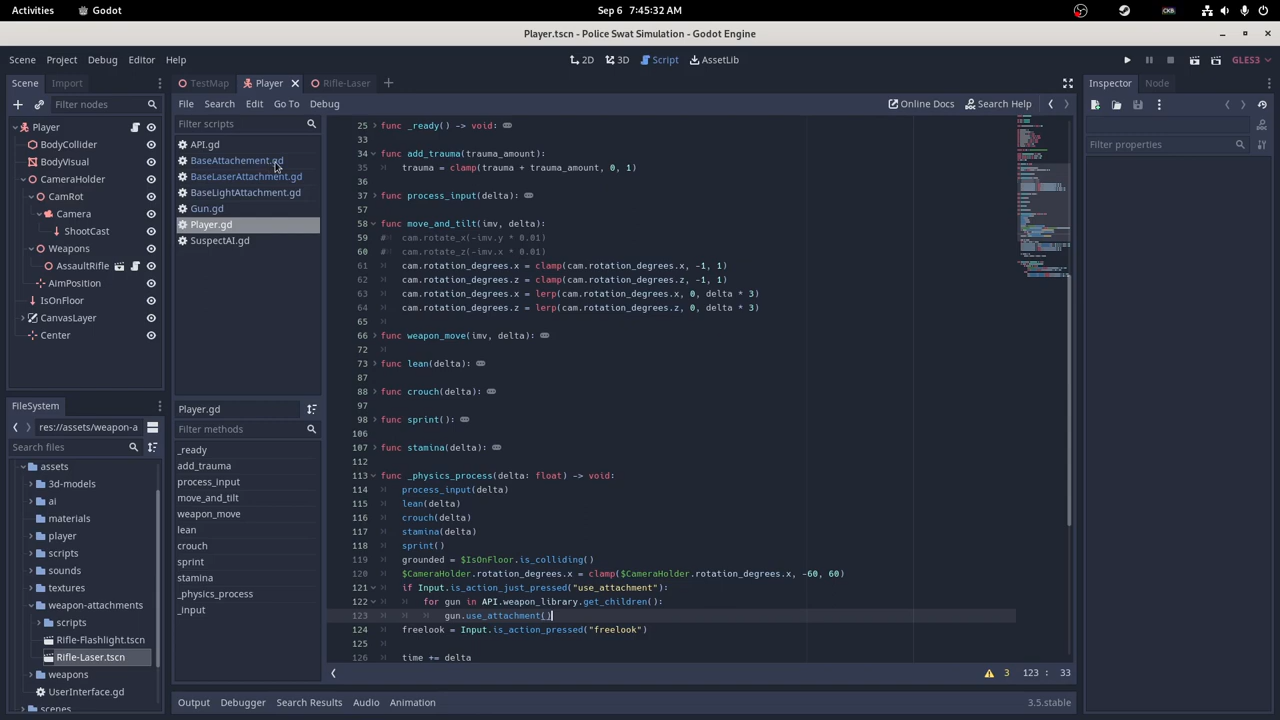 Activities
Godot
Sep 6 7:45:32 AM
CKB
Player.tscn - Police Swat Simulation - Godot Engine
Scene Project Debug Editor Help
2D 3D Script AssetLib
GLES3
Scene Import
Filter nodes
Player
BodyCollider
BodyVisual
CameraHolder
CamRot
Camera
ShootCast
Weapons
AssaultRifle
AimPosition
IsOnFloor
CanvasLayer
Center
FileSystem
res://assets/weapon-a
Search files
assets
3d-models
ai
materials
player
scripts
sounds
textures
weapon-attachments
scripts
Rifle-Flashlight.tscn
Rifle-Laser.tscn
weapons
UserInterface.gd
scenes
TestMap Player Rifle-Laser
File Search Edit Go To Debug
Online Docs Search Help
Filter scripts
API.gd
BaseAttachement.gd
BaseLaserAttachment.gd
BaseLightAttachment.gd
Gun.gd
Player.gd
SuspectAI.gd
Player.gd
Filter methods
_ready
add_trauma
process_input
move_and_tilt
weapon_move
lean
crouch
sprint
stamina
_physics_process
_input
25 func _ready() -> void:
33
34 func add_trauma(trauma_amount):
35 trauma = clamp(trauma + trauma_amount, 0, 1)
36
37 func process_input(delta):
57
58 func move_and_tilt(imv, delta):
59 # cam.rotate_x(-imv.y * 0.01)
60 # cam.rotate_z(-imv.x * 0.01)
61 cam.rotation_degrees.x = clamp(cam.rotation_degrees.x, -1, 1)
62 cam.rotation_degrees.z = clamp(cam.rotation_degrees.z, -1, 1)
63 cam.rotation_degrees.x = lerp(cam.rotation_degrees.x, 0, delta * 3)
64 cam.rotation_degrees.z = lerp(cam.rotation_degrees.z, 0, delta * 3)
65
66 func weapon_move(imv, delta):
72
73 func lean(delta):
87
88 func crouch(delta):
97
98 func sprint():
106
107 func stamina(delta):
112
113 func _physics_process(delta: float) -> void:
114 process_input(delta)
115 lean(delta)
116 crouch(delta)
117 stamina(delta)
118 sprint()
119 grounded = $IsOnFloor.is_colliding()
120 $CameraHolder.rotation_degrees.x = clamp($CameraHolder.rotation_degrees.x, -60, 60)
121 if Input.is_action_just_pressed("use_attachment"):
122 for gun in API.weapon_library.get_children():
123 gun.use_attachment()
124 freelook = Input.is_action_pressed("freelook")
125
126 time += delta
3 123 : 33
Output Debugger Search Results Audio Animation
3.5.stable
Inspector Node
Filter properties